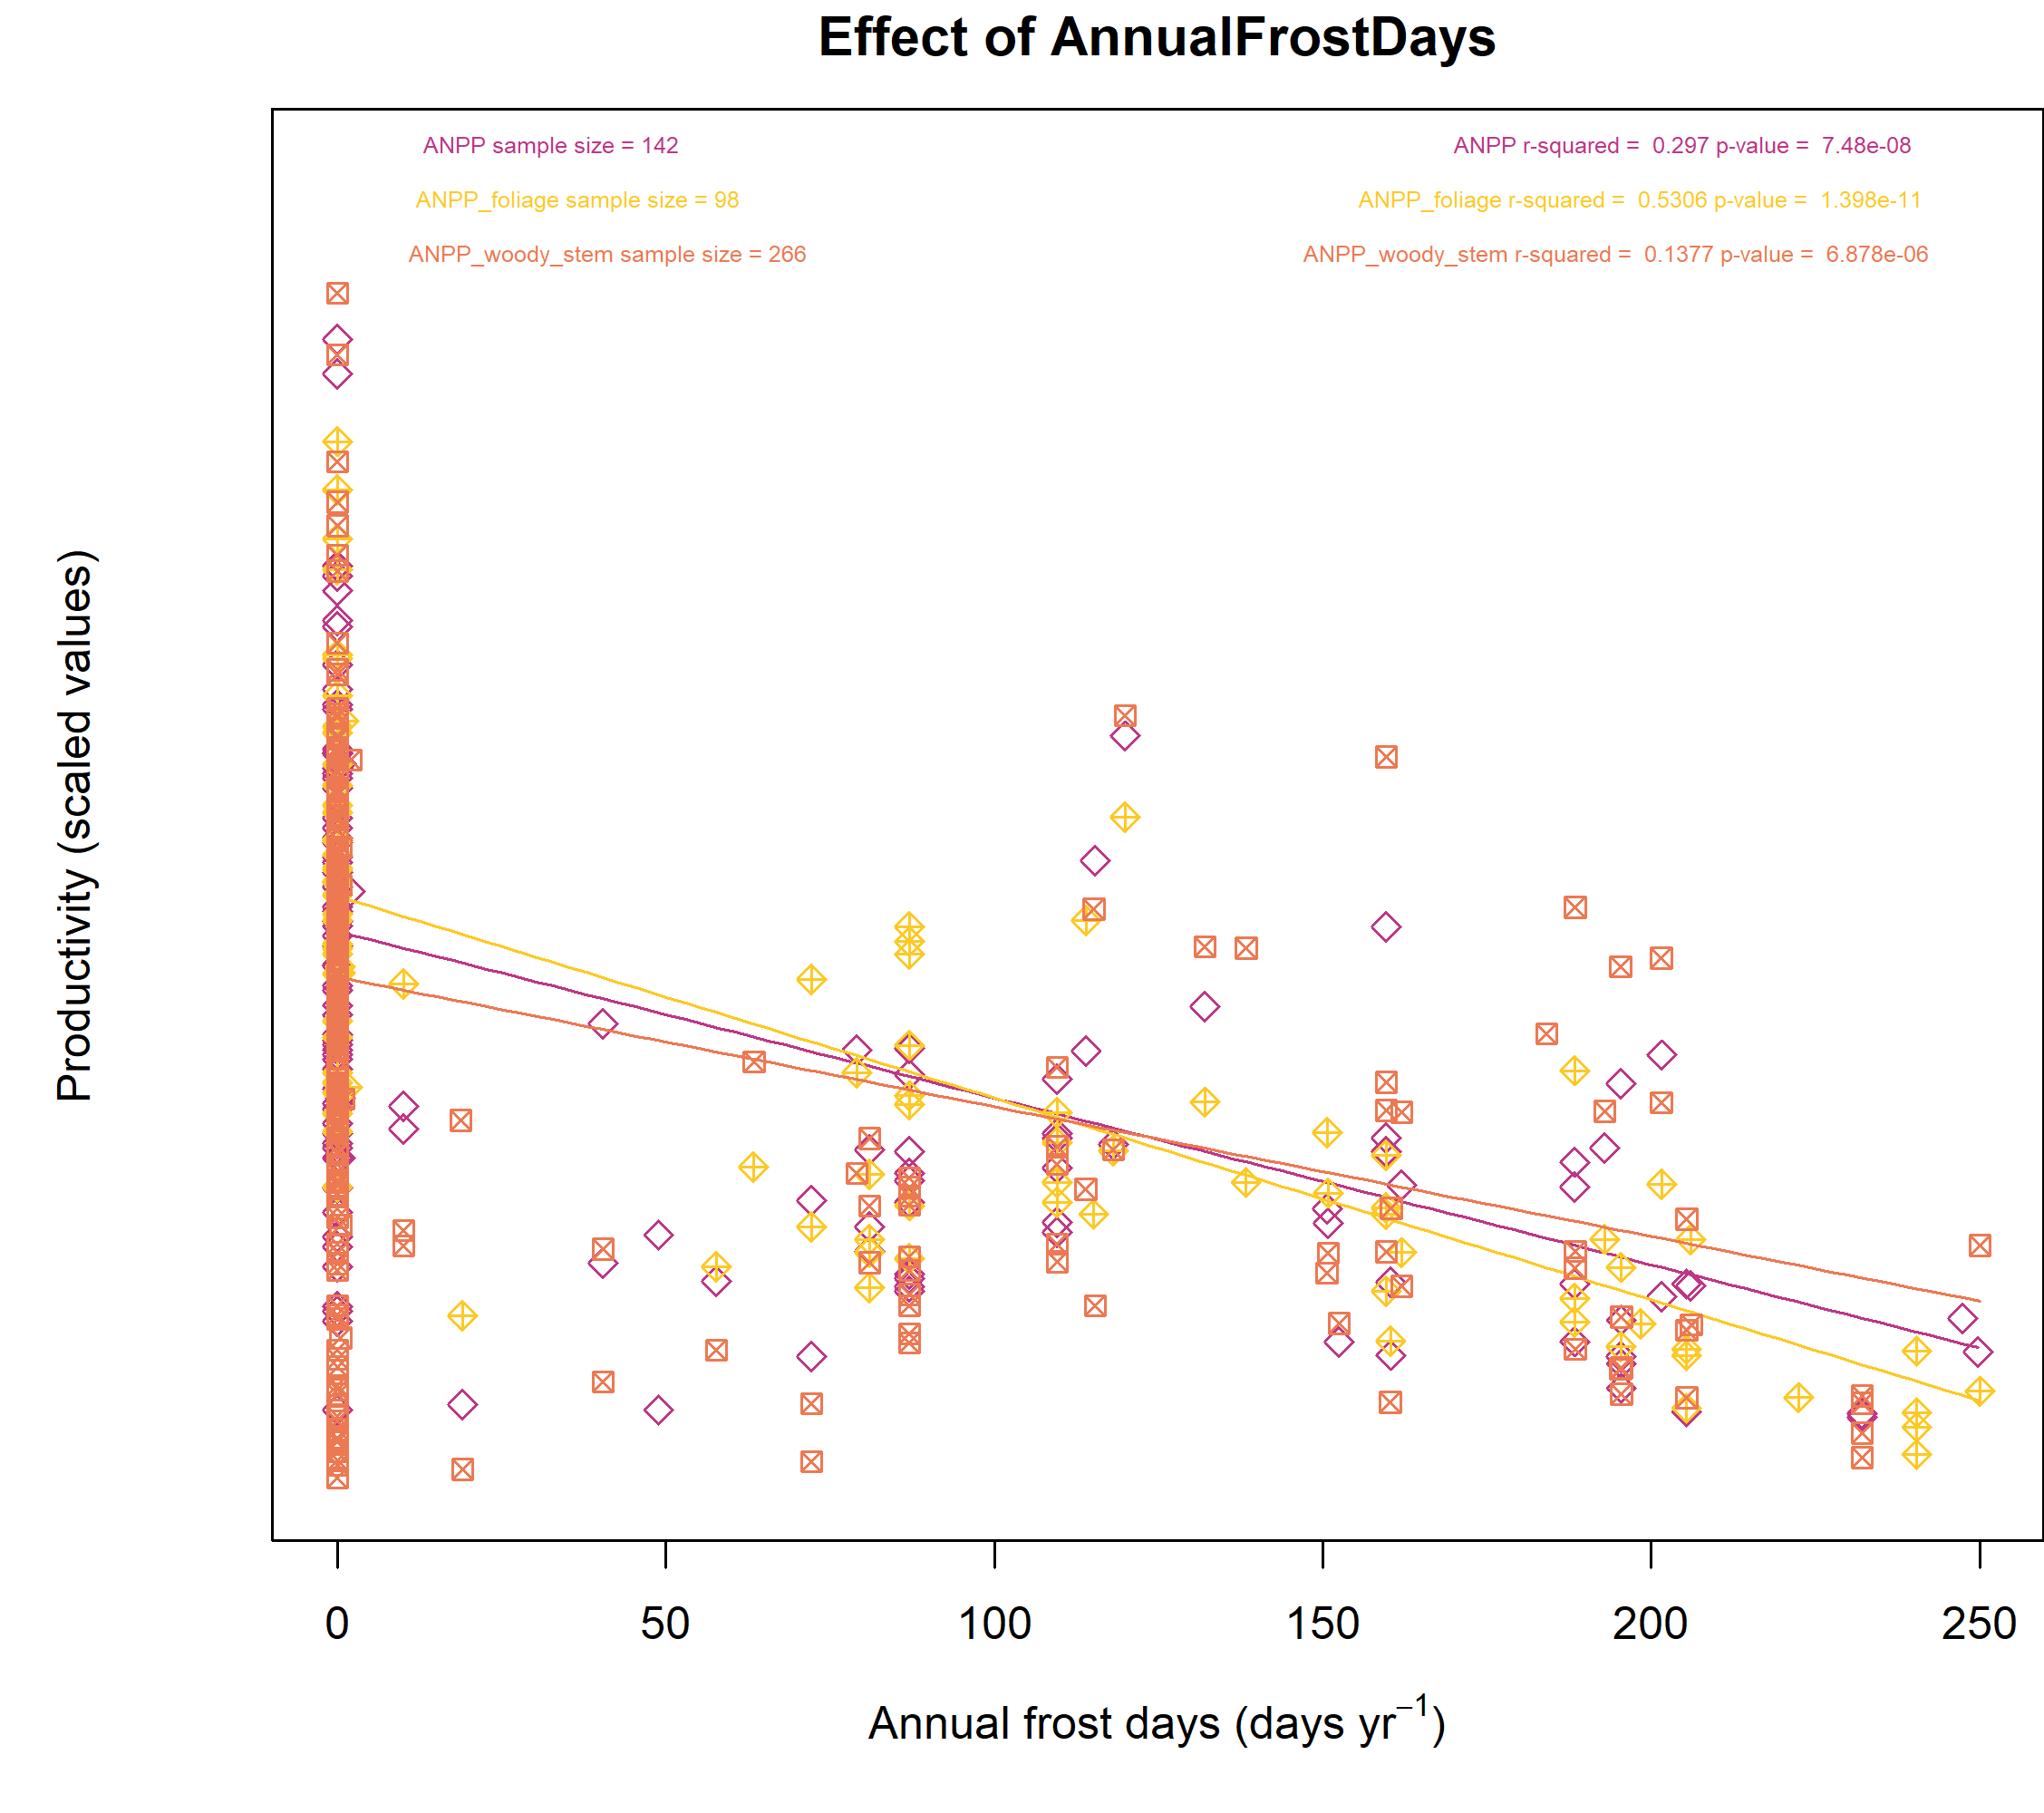 Effect of AnnualFrostDays
ANPP sample size = 142
ANPP r-squared = 0.297 p-value = 7.48e-08
ANPP_foliage sample size = 98
ANPP_foliage r-squared = 0.5306 p-value = 1.398e-11
ANPP_woody_stem sample size = 266
ANPP_woody_stem r-squared = 0.1377 p-value = 6.878e-06
Productivity (scaled values)
0 50 100 150 200 250
Annual frost days (days yr⁻¹)